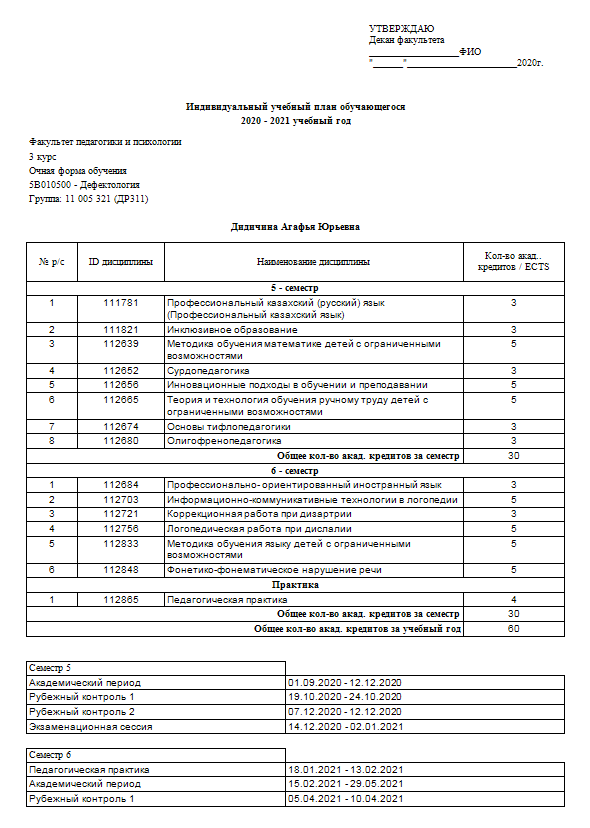 УТВЕРЖДАЮ
Декан факультета
__________________ФИО
"______"______________________2020г.
Индивидуальный учебный план обучающегося
2020 - 2021 учебный год
Факультет педагогики и психологии
3 курс
Очная форма обучения
5В010500 - Дефектология
Группа: 11 005 321 (ДР311)
Дидичина Агафья Юрьевна
№ р/с ID дисциплины Наименование дисциплины Кол-во акад..
кредитов / ECTS
5 - семестр
1 111781 Профессиональный казахский (русский) язык 3
(Профессиональный казахский язык)
2 111821 Инклюзивное образование 3
3 112639 Методика обучения математике детей с ограниченными 5
возможностями
4 112652 Сурдопедагогика 3
5 112656 Инновационные подходы в обучении и преподавании 5
6 112665 Теория и технология обучения ручному труду детей с 5
ограниченными возможностями
7 112674 Основы тифлопедагогики 3
8 112680 Олигофренопедагогика 3
Общее кол-во акад. кредитов за семестр 30
6 - семестр
1 112684 Профессионально- ориентированный иностранный язык 3
2 112703 Информационно-коммуникативные технологии в логопедии 5
3 112721 Коррекционная работа при дизартрии 3
4 112756 Логопедическая работа при дислалии 5
5 112833 Методика обучения языку детей с ограниченными 5
возможностями
6 112848 Фонетико-фонематическое нарушение речи 5
Практика
1 112865 Педагогическая практика 4
Общее кол-во акад. кредитов за семестр 30
Общее кол-во акад. кредитов за учебный год 60
Семестр 5
Академический период 01.09.2020 - 12.12.2020
Рубежный контроль 1 19.10.2020 - 24.10.2020
Рубежный контроль 2 07.12.2020 - 12.12.2020
Экзаменационная сессия 14.12.2020 - 02.01.2021
Семестр 6
Педагогическая практика 18.01.2021 - 13.02.2021
Академический период 15.02.2021 - 29.05.2021
Рубежный контроль 1 05.04.2021 - 10.04.2021